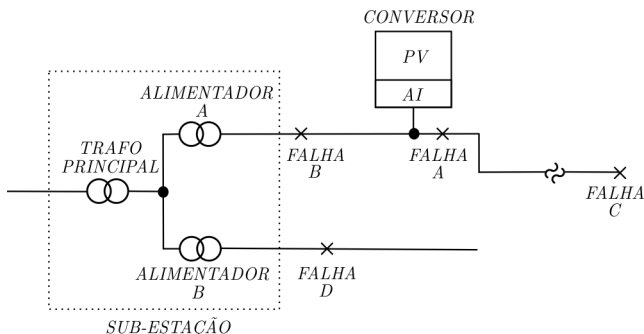 CONVERSOR
PV
AI
ALIMENTADOR
A
TRAFO
PRINCIPAL
FALHA
B
FALHA
A
FALHA
C
ALIMENTADOR
B
FALHA
D
SUB-ESTAÇÃO